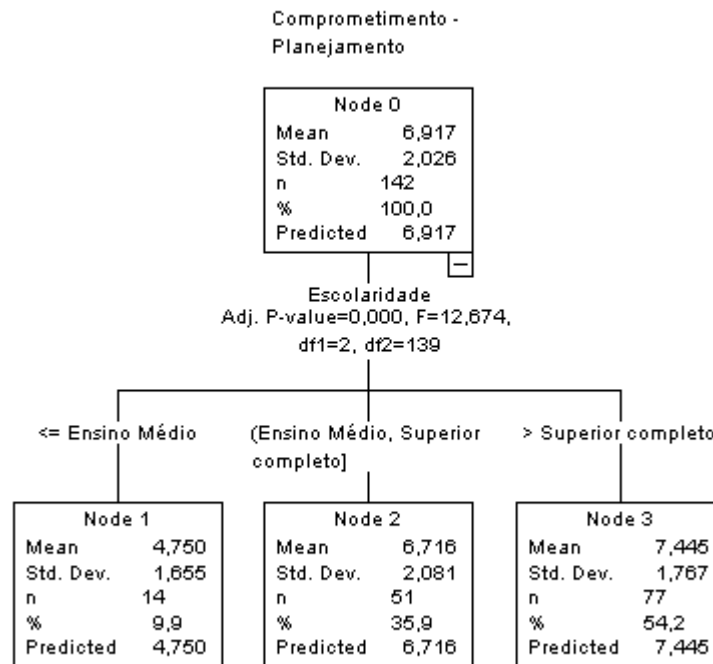 Comprometimento -
Planejamento
Node 0
Mean 6,917
Std. Dev. 2,026
n 142
% 100,0
Predicted 6,917
Escolaridade
Adj. P-value=0,000, F=12,674,
df1=2, df2=139
<= Ensino Médio
(Ensino Médio, Superior
completo]
> Superior completo
Node 1
Mean 4,750
Std. Dev. 1,655
n 14
% 9,9
Predicted 4,750
Node 2
Mean 6,716
Std. Dev. 2,081
n 51
% 35,9
Predicted 6,716
Node 3
Mean 7,445
Std. Dev. 1,767
n 77
% 54,2
Predicted 7,445